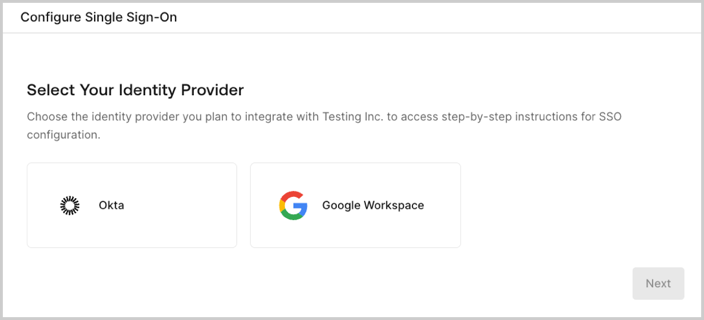 Configure Single Sign-On
Select Your Identity Provider
Choose the identity provider you plan to integrate with Testing Inc. to access step-by-step instructions for SSO
configuration.
Okta
Google Workspace
Next